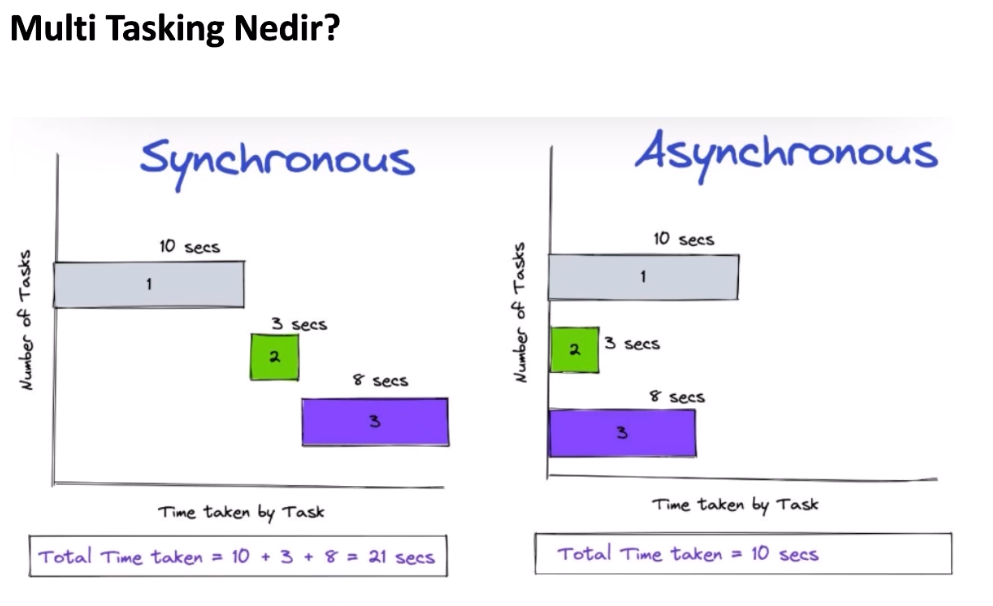 Multi Tasking Nedir?
Synchronous
10 secs
1
3 secs
2
8 secs
3
Number of Tasks
Time taken by Task
Total Time taken = 10 + 3 + 8 = 21 secs
Asynchronous
10 secs
1
2
3 secs
8 secs
3
Number of Tasks
Time taken by Task
Total Time taken = 10 secs